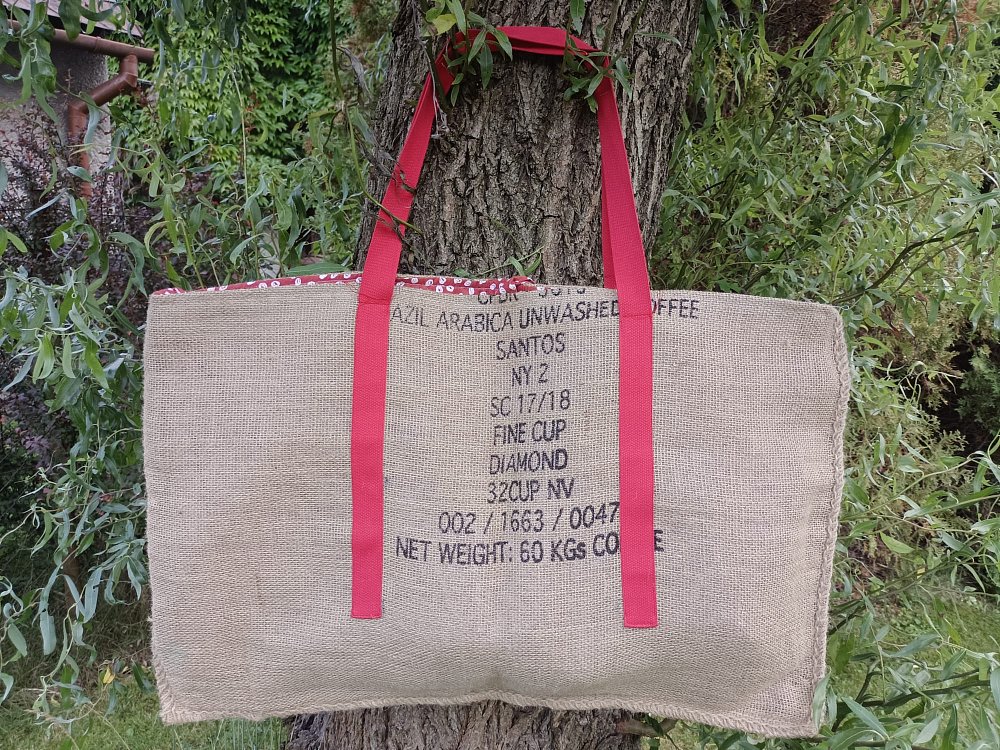 AZIL ARABICA UNWASHED COFFEE
SANTOS
NY 2
SC 17/18
FINE CUP
DIAMOND
32CUP NV
002 / 1663 / 0047
NET WEIGHT: 60 KGs CO E